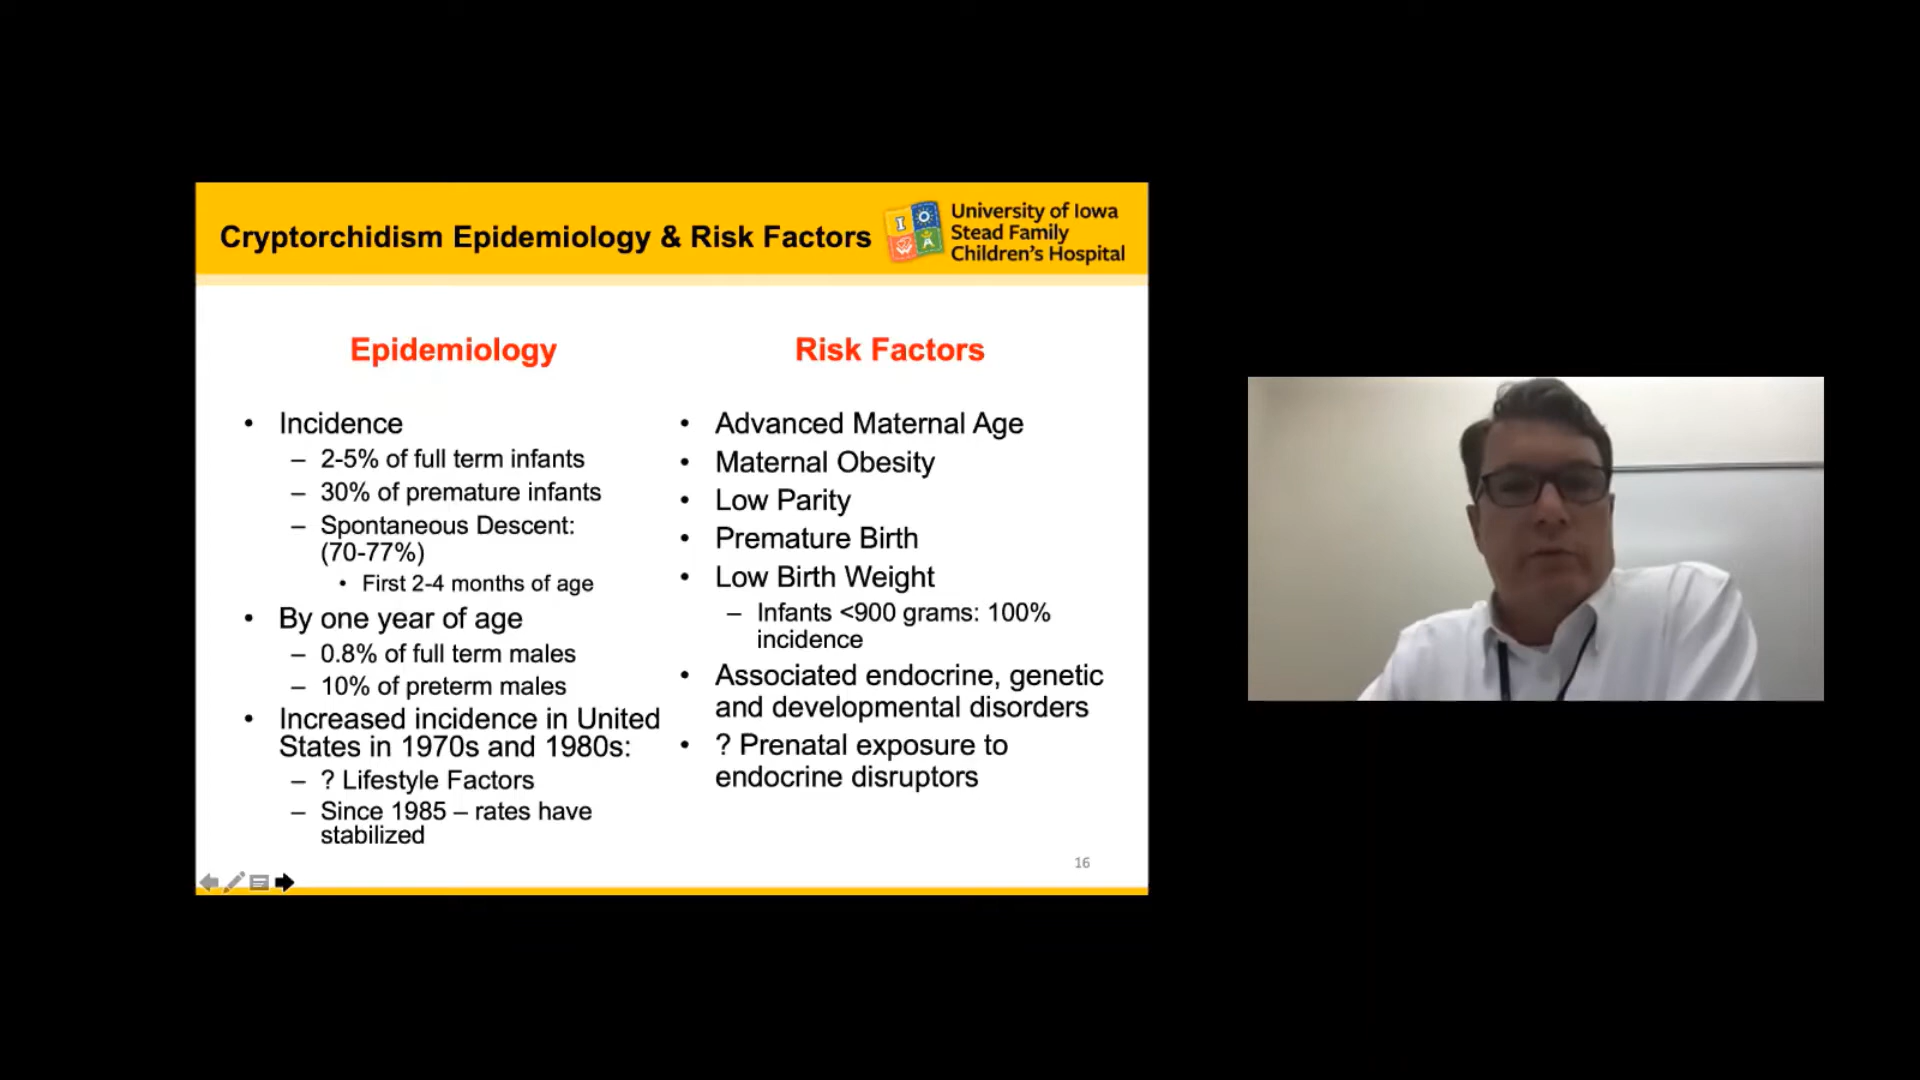 Cryptorchidism Epidemiology & Risk Factors
University of Iowa
Stead Family
Children's Hospital
Epidemiology
• Incidence
– 2-5% of full term infants
– 30% of premature infants
– Spontaneous Descent:
(70-77%)
• First 2-4 months of age
• By one year of age
– 0.8% of full term males
– 10% of preterm males
• Increased incidence in United
States in 1970s and 1980s:
– ? Lifestyle Factors
– Since 1985 – rates have
stabilized
Risk Factors
• Advanced Maternal Age
• Maternal Obesity
• Low Parity
• Premature Birth
• Low Birth Weight
– Infants <900 grams: 100%
incidence
• Associated endocrine, genetic
and developmental disorders
• ? Prenatal exposure to
endocrine disruptors
16